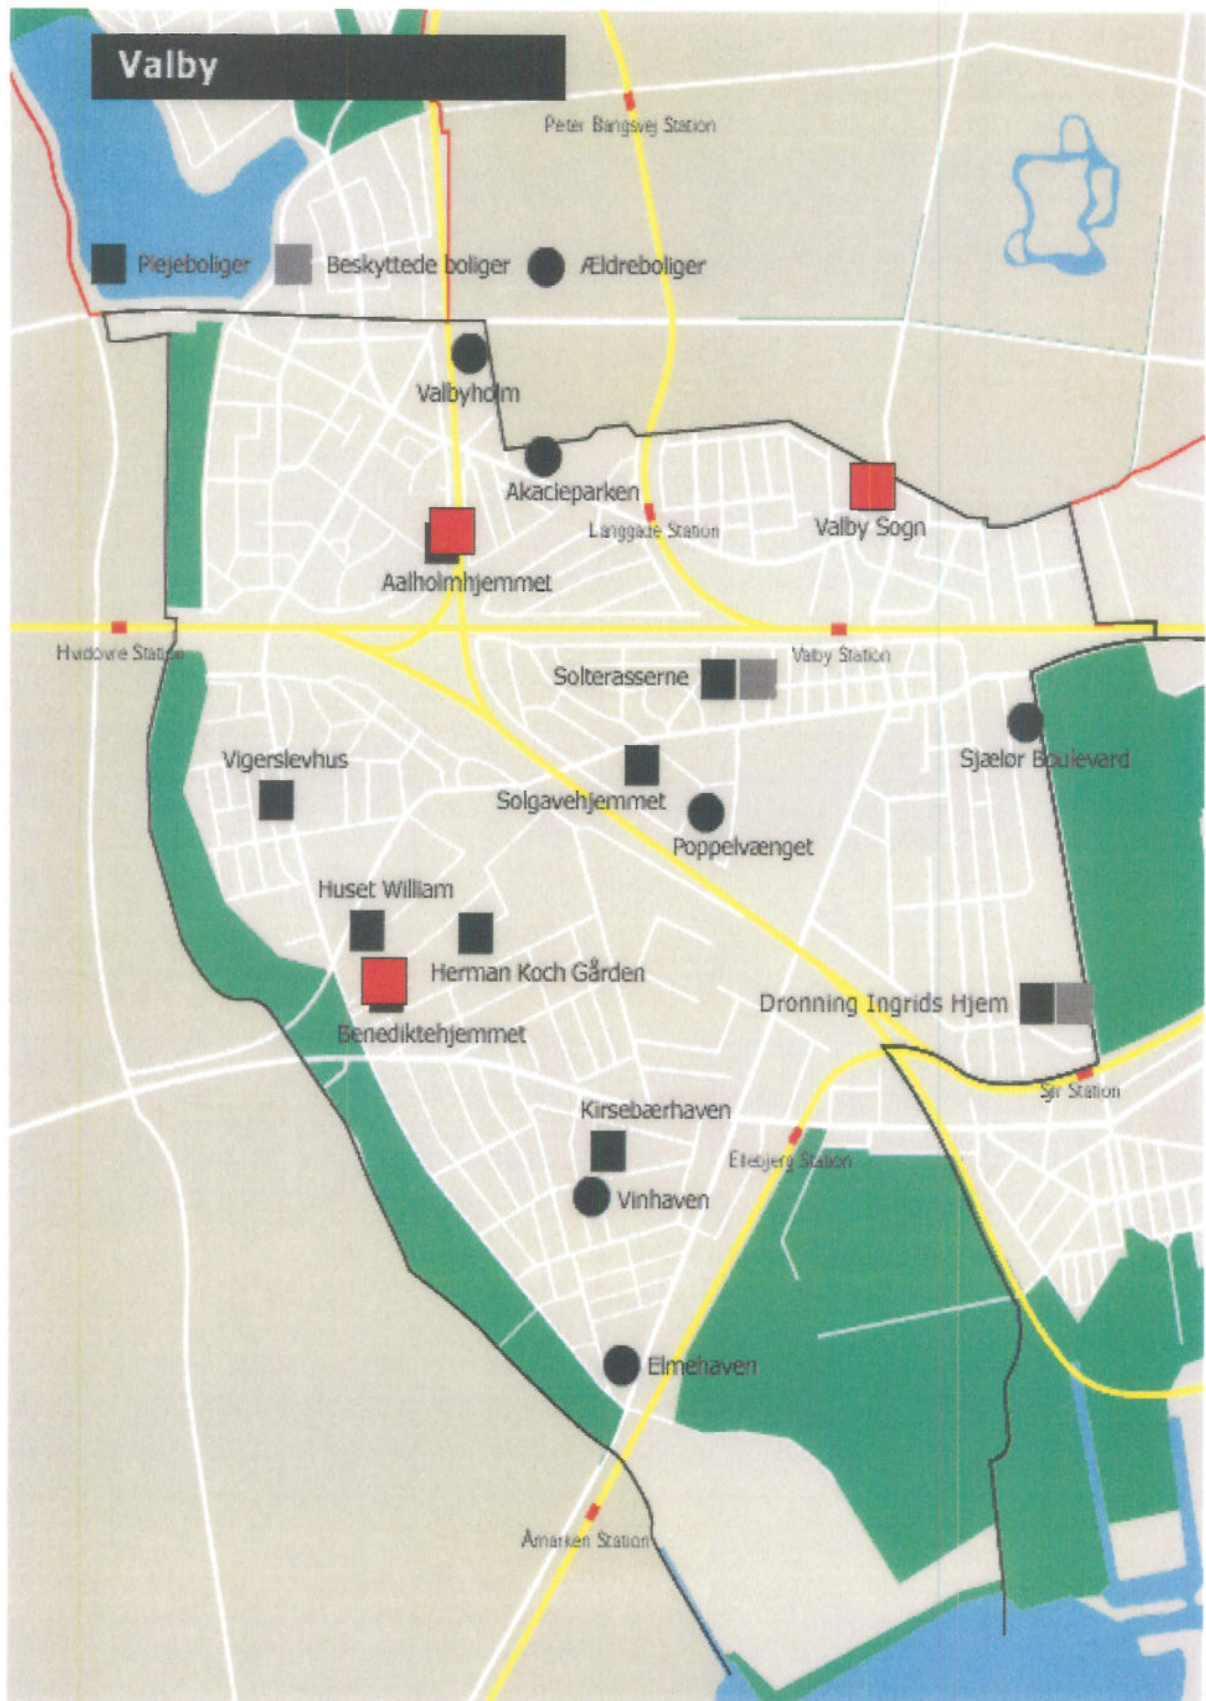 Valby
Peter Bangsvej Station
Plejeboliger
Beskyttede boliger
Ældreboliger
Valbyholm
Akacieparken
Langgade Station
Valby Sogn
Aalholmhjemmet
Hvidovre Station
Valby Station
Solterasserne
Sjælør Boulevard
Vigerslevhus
Solgavehjemmet
Poppelvænget
Huset William
Herman Koch Gården
Dronning Ingrids Hjem
Benediktehjemmet
Sjr Station
Kirsebærhaven
Ellebjerg Station
Vinhaven
Elmehaven
Åmarken Station